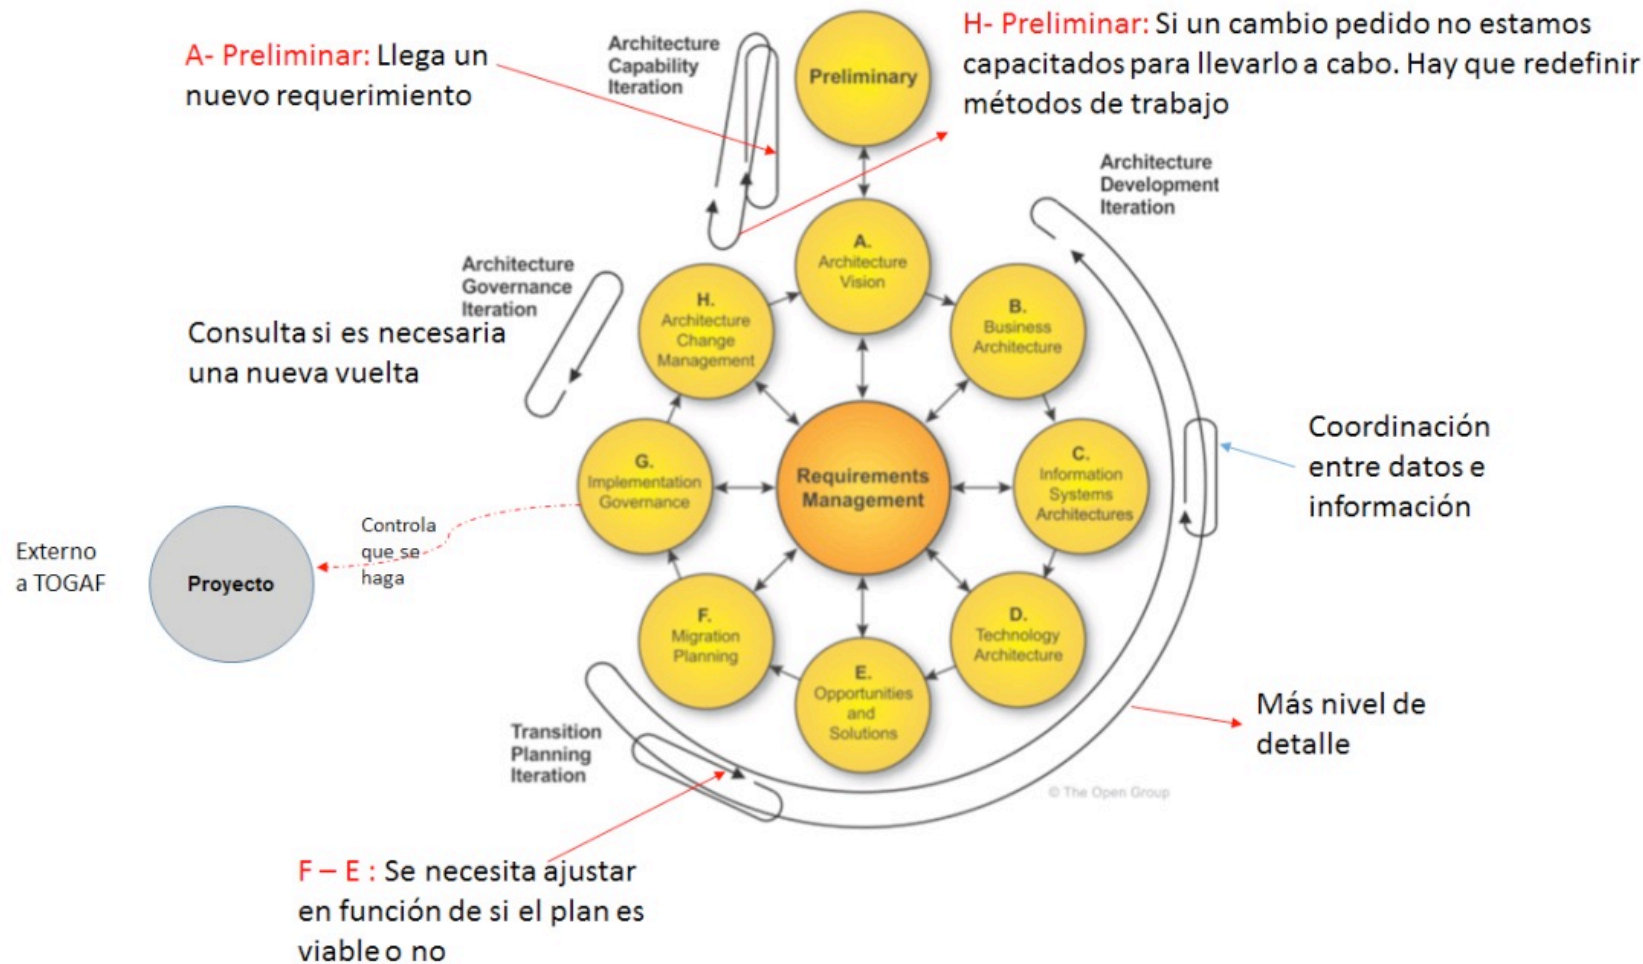 A- Preliminar: Llega un
nuevo requerimiento
Architecture
Capability
Iteration
Preliminary
H- Preliminar: Si un cambio pedido no estamos
capacitados para llevarlo a cabo. Hay que redefinir
métodos de trabajo
Architecture
Development
Iteration
A.
Architecture
Vision
Architecture
Governance
Iteration
Consulta si es necesaria
una nueva vuelta
H.
Architecture
Change
Management
B.
Business
Architecture
G.
Implementation
Governance
Requirements
Management
C.
Information
Systems
Architectures
Coordinación
entre datos e
información
Externo
a TOGAF
Proyecto
Controla
que se
haga
F.
Migration
Planning
D.
Technology
Architecture
E.
Opportunities
and
Solutions
Transition
Planning
Iteration
Más nivel de
detalle
© The Open Group
F – E : Se necesita ajustar
en función de si el plan es
viable o no